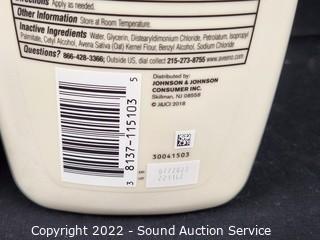 Directions Apply as needed.
Other Information Store at Room Temperature.
Inactive Ingredients Water, Glycerin, Distearyldimonium Chloride, Petrolatum, Isopropyl
Palmitate, Cetyl Alcohol, Avena Sativa (Oat) Kernel Flour, Benzyl Alcohol, Sodium Chloride
Questions? 866-428-3366; Outside US, dial collect 215-273-8755 www.aveeno.com
Distributed by:
JOHNSON & JOHNSON
CONSUMER INC.
Skillman, NJ 08558
© J&JCI 2018
3 8137-115103 5
30041503
Copyright 2022 - Sound Auction Service